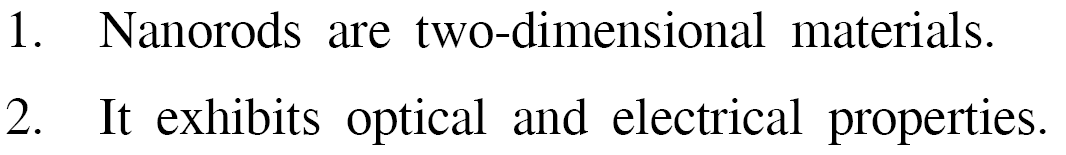 1. Nanorods are two-dimensional materials.
2. It exhibits optical and electrical properties.